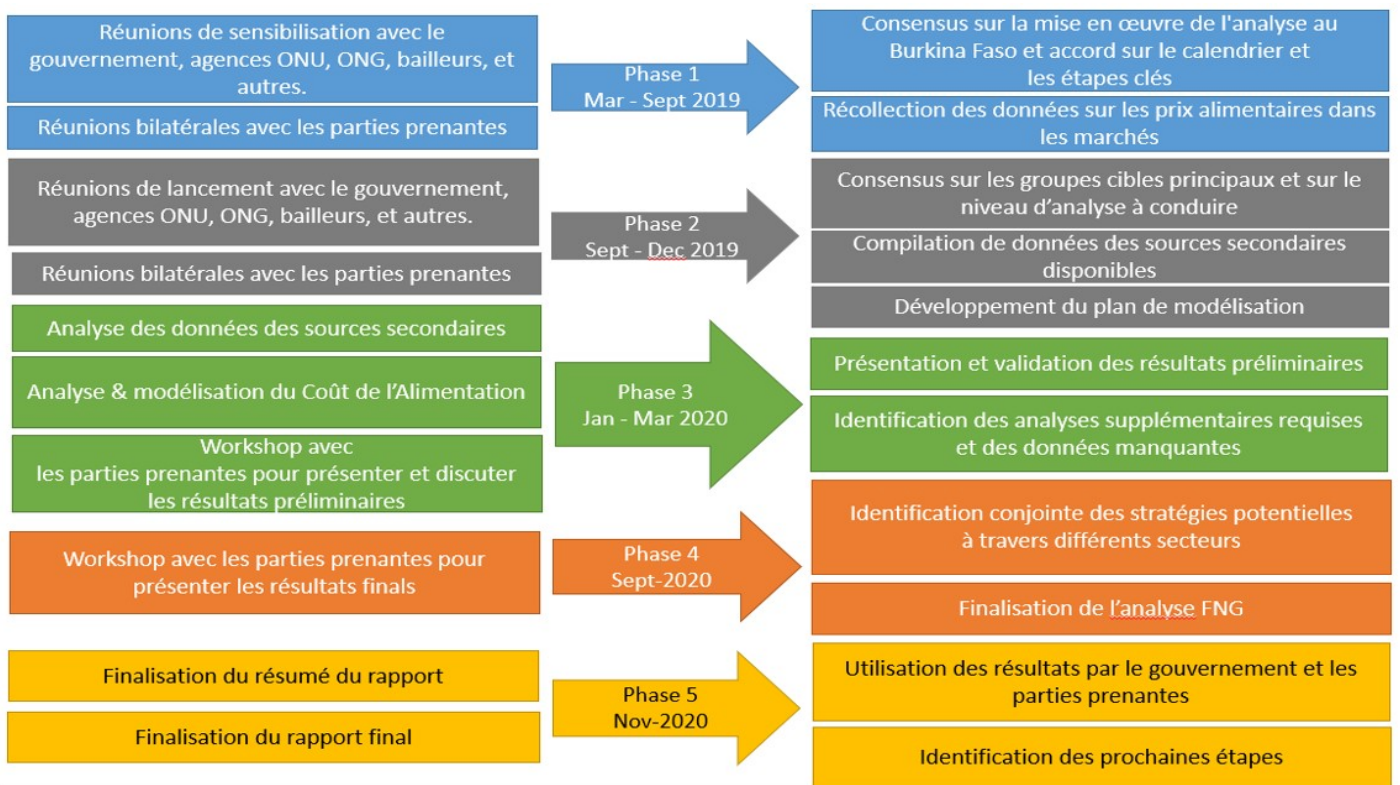 Réunions de sensibilisation avec le
gouvernement, agences ONU, ONG, bailleurs, et
autres.
Réunions bilatérales avec les parties prenantes
Phase 1
Mar - Sept 2019
Consensus sur la mise en œuvre de l'analyse au
Burkina Faso et accord sur le calendrier et
les étapes clés
Récollection des données sur les prix alimentaires dans
les marchés
Réunions de lancement avec le gouvernement,
agences ONU, ONG, bailleurs, et autres.
Réunions bilatérales avec les parties prenantes
Phase 2
Sept - Dec 2019
Consensus sur les groupes cibles principaux et sur le
niveau d’analyse à conduire
Compilation de données des sources secondaires
disponibles
Développement du plan de modélisation
Analyse des données des sources secondaires
Analyse & modélisation du Coût de l’Alimentation
Workshop avec
les parties prenantes pour présenter et discuter
les résultats préliminaires
Phase 3
Jan - Mar 2020
Présentation et validation des résultats préliminaires
Identification des analyses supplémentaires requises
et des données manquantes
Workshop avec les parties prenantes pour
présenter les résultats finals
Phase 4
Sept-2020
Identification conjointe des stratégies potentielles
à travers différents secteurs
Finalisation de l’analyse FNG
Finalisation du résumé du rapport
Finalisation du rapport final
Phase 5
Nov-2020
Utilisation des résultats par le gouvernement et les
parties prenantes
Identification des prochaines étapes